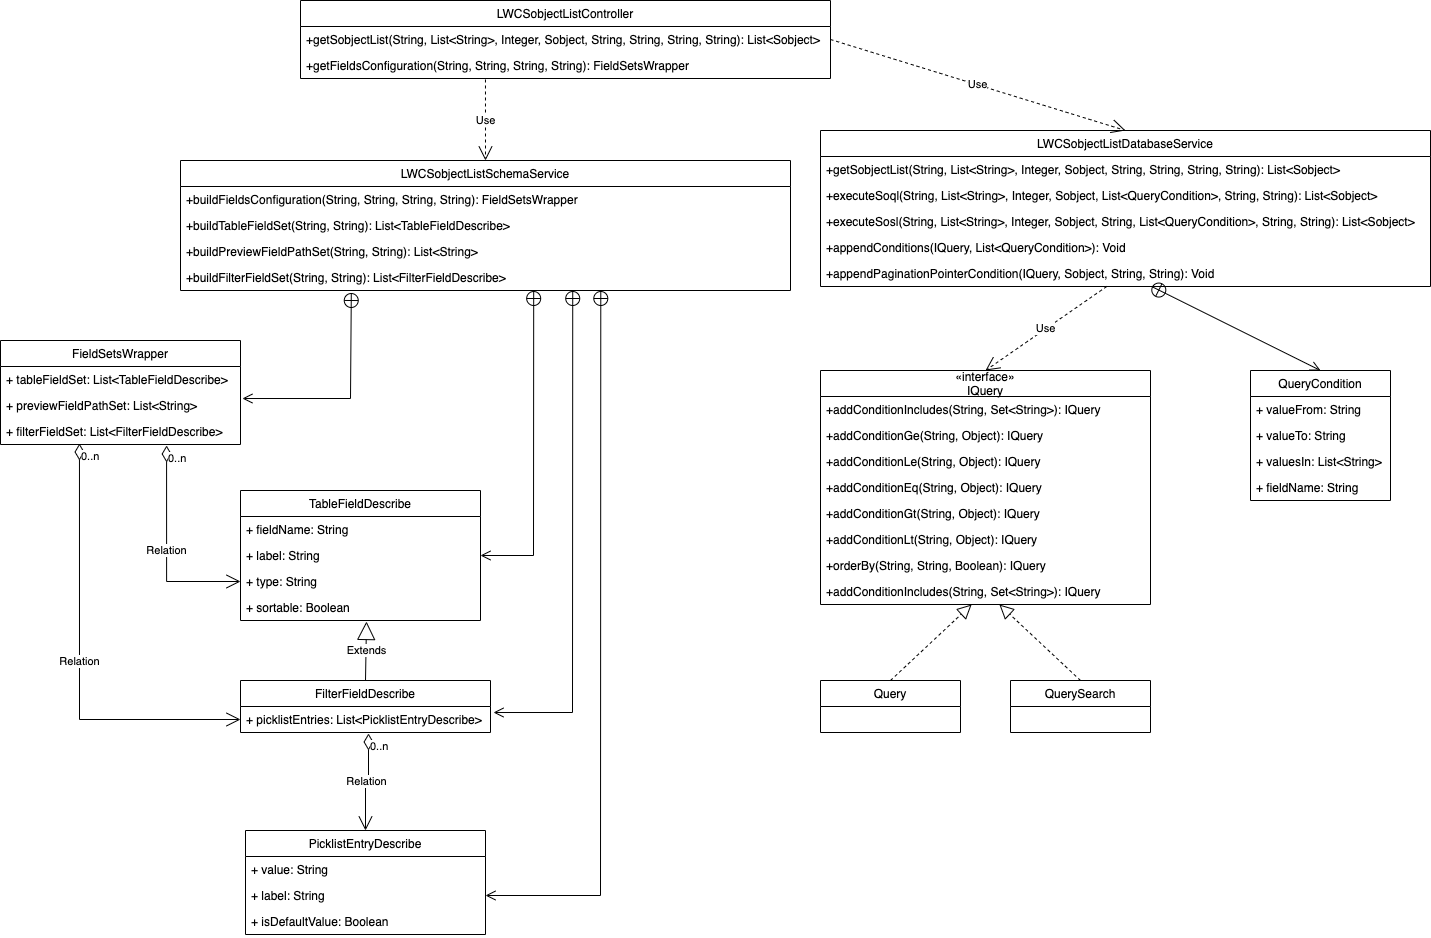 LWCSobjectListController
+getSobjectList(String, List<String>, Integer, Sobject, String, String, String, String): List<Sobject>
+getFieldsConfiguration(String, String, String, String): FieldSetsWrapper
Use
Use
LWCSobjectListSchemaService
+buildFieldsConfiguration(String, String, String, String): FieldSetsWrapper
+buildTableFieldSet(String, String): List<TableFieldDescribe>
+buildPreviewFieldPathSet(String, String): List<String>
+buildFilterFieldSet(String, String): List<FilterFieldDescribe>
LWCSobjectListDatabaseService
+getSobjectList(String, List<String>, Integer, Sobject, String, String, String, String): List<Sobject>
+executeSoql(String, List<String>, Integer, Sobject, List<QueryCondition>, String, String): List<Sobject>
+executeSosl(String, List<String>, Integer, Sobject, String, List<QueryCondition>, String, String): List<Sobject>
+appendConditions(IQuery, List<QueryCondition>): Void
+appendPaginationPointerCondition(IQuery, Sobject, String, String): Void
Use
FieldSetsWrapper
+ tableFieldSet: List<TableFieldDescribe>
+ previewFieldPathSet: List<String>
+ filterFieldSet: List<FilterFieldDescribe>
0..n
0..n
Relation
Relation
TableFieldDescribe
+ fieldName: String
+ label: String
+ type: String
+ sortable: Boolean
Extends
FilterFieldDescribe
+ picklistEntries: List<PicklistEntryDescribe>
0..n
Relation
PicklistEntryDescribe
+ value: String
+ label: String
+ isDefaultValue: Boolean
«interface»
IQuery
+addConditionIncludes(String, Set<String>): IQuery
+addConditionGe(String, Object): IQuery
+addConditionLe(String, Object): IQuery
+addConditionEq(String, Object): IQuery
+addConditionGt(String, Object): IQuery
+addConditionLt(String, Object): IQuery
+orderBy(String, String, Boolean): IQuery
+addConditionIncludes(String, Set<String>): IQuery
QueryCondition
+ valueFrom: String
+ valueTo: String
+ valuesIn: List<String>
+ fieldName: String
Query
QuerySearch